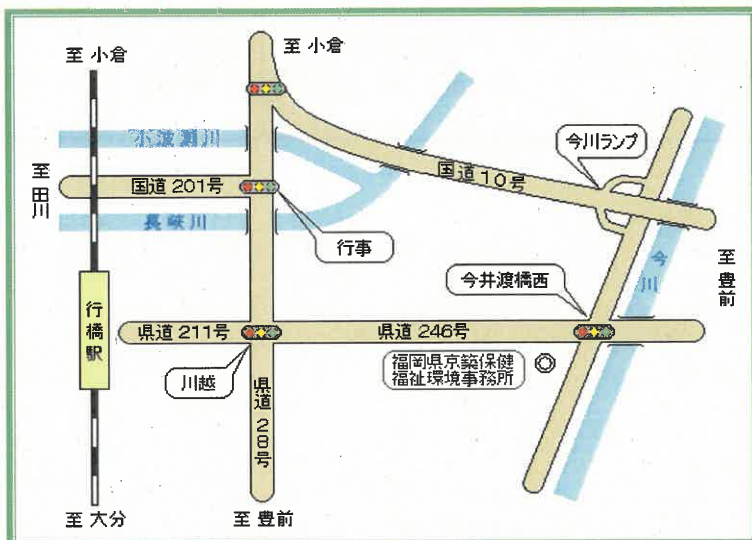 至 小倉
至 小倉
小波瀬川
今川ランプ
至田川
国道 201号
国道 10号
長峡川
行事
至豊前
今川
今井渡橋西
行橋駅
県道 211号
県道 246号
福岡県京築保健
福祉環境事務所
川越
県道28号
至 大分
至 豊前